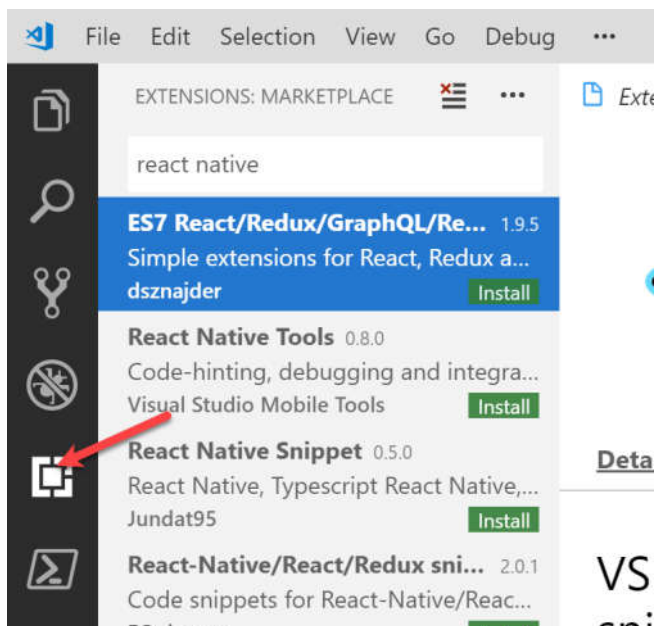 File Edit Selection View Go Debug ...
EXTENSIONS: MARKETPLACE ...
Exte
react native
ES7 React/Redux/GraphQL/Re... 1.9.5
Simple extensions for React, Redux a...
dsznajder Install
React Native Tools 0.8.0
Code-hinting, debugging and integra...
Visual Studio Mobile Tools Install
React Native Snippet 0.5.0
React Native, Typescript React Native,...
Jundat95 Install
Deta
React-Native/React/Redux sni... 2.0.1
Code snippets for React-Native/Reac...
VS